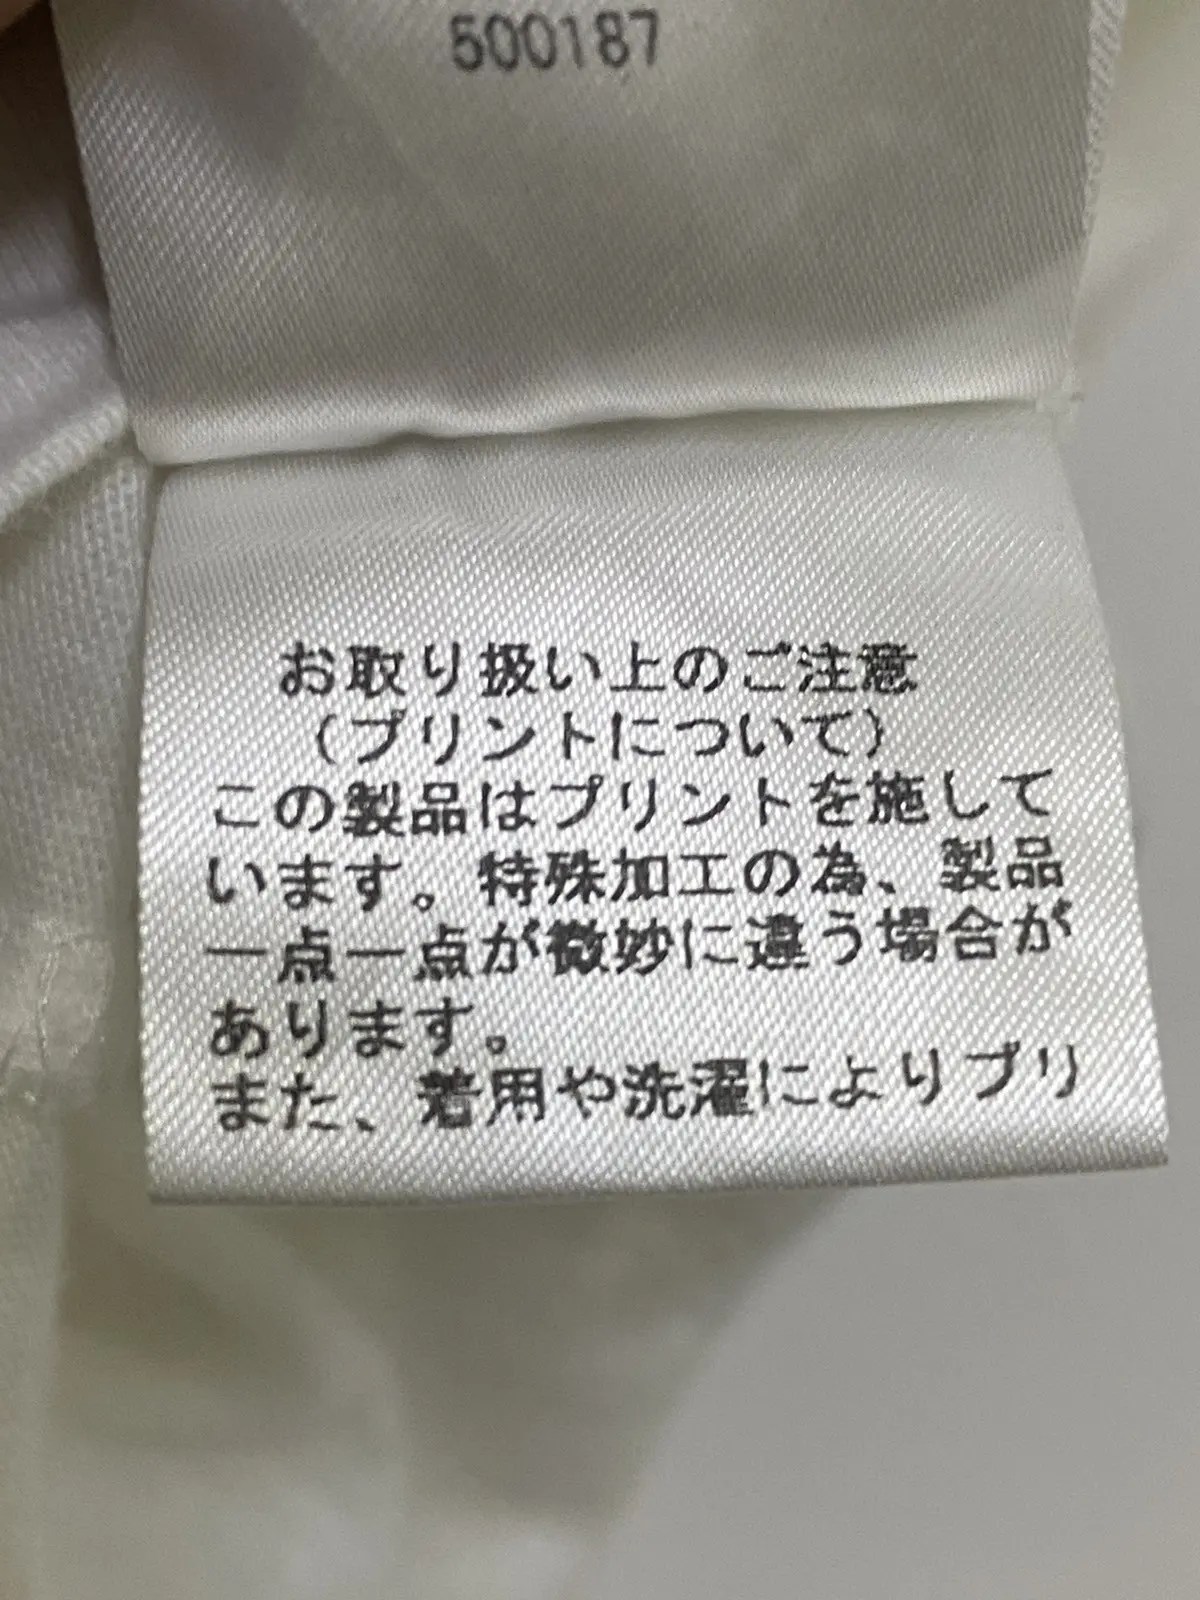 500187
お取り扱い上のご注意
（プリントについて）
この製品はプリントを施して
います。特殊加工の為、製品
一点一点が微妙に違う場合が
あります。
また、着用や洗濯によりプリ